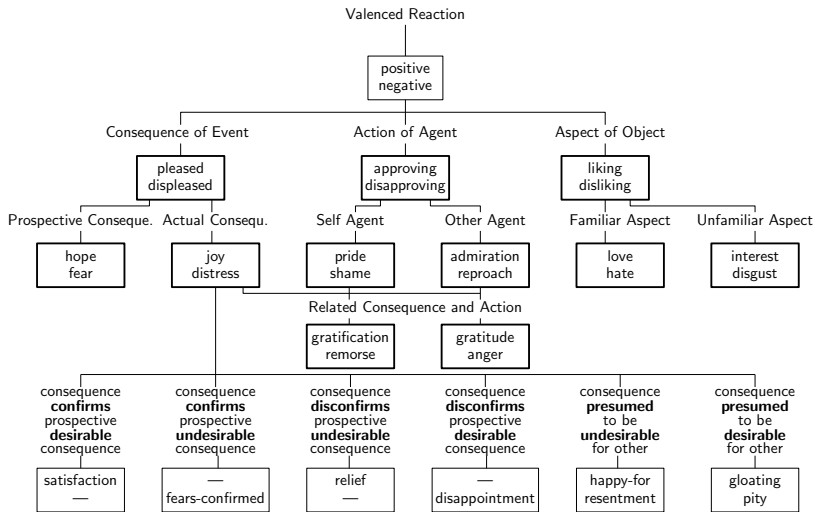 Valenced Reaction
positive
negative
Consequence of Event
Action of Agent
Aspect of Object
pleased
displeased
approving
disapproving
liking
disliking
Prospective Conseque.
Actual Consequ.
Self Agent
Other Agent
Familiar Aspect
Unfamiliar Aspect
hope
fear
joy
distress
pride
shame
admiration
reproach
love
hate
interest
disgust
Related Consequence and Action
gratification
remorse
gratitude
anger
consequence
confirms
prospective
desirable
consequence
consequence
confirms
prospective
undesirable
consequence
consequence
disconfirms
prospective
undesirable
consequence
consequence
disconfirms
prospective
desirable
consequence
consequence
presumed
to be
undesirable
for other
consequence
presumed
to be
desirable
for other
satisfaction
—
—
fears-confirmed
relief
—
—
disappointment
happy-for
resentment
gloating
pity